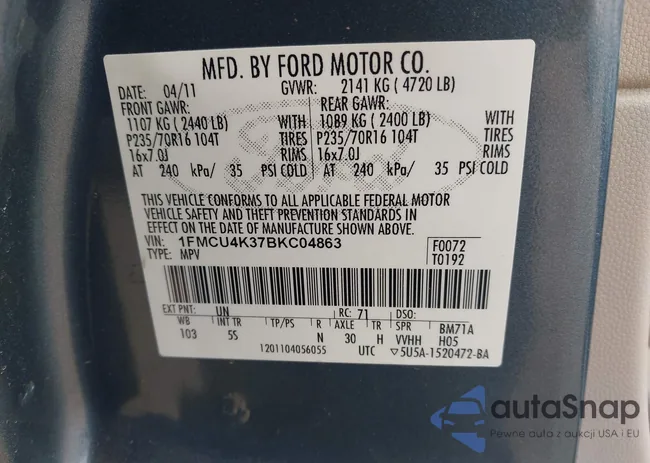 MFD. BY FORD MOTOR CO.
DATE: 04/11 GVWR: 2141 KG ( 4720 LB)
FRONT GAWR: REAR GAWR:
1107 KG ( 2440 LB) WITH 1089 KG ( 2400 LB) WITH
P235/70R16 104T TIRES P235/70R16 104T TIRES
16x7.0J RIMS 16x7.0J RIMS
AT 240 kPa/ 35 PSI COLD AT 240 kPa/ 35 PSI COLD
THIS VEHICLE CONFORMS TO ALL APPLICABLE FEDERAL MOTOR
VEHICLE SAFETY AND THEFT PREVENTION STANDARDS IN
EFFECT ON THE DATE OF MANUFACTURE SHOWN ABOVE.
VIN: 1FMCU4K37BKC04863 F0072
TYPE: MPV T0192
EXT PNT: UN RC: 71 DSO:
WB INT TR TP/PS R AXLE TR SPR BM71A
103 5S N 30 H VVHH H05
1201104056055 UTC ▽5U5A-1520472-BA
Ford
autaSnap
Pewne auta z aukcji USA i EU